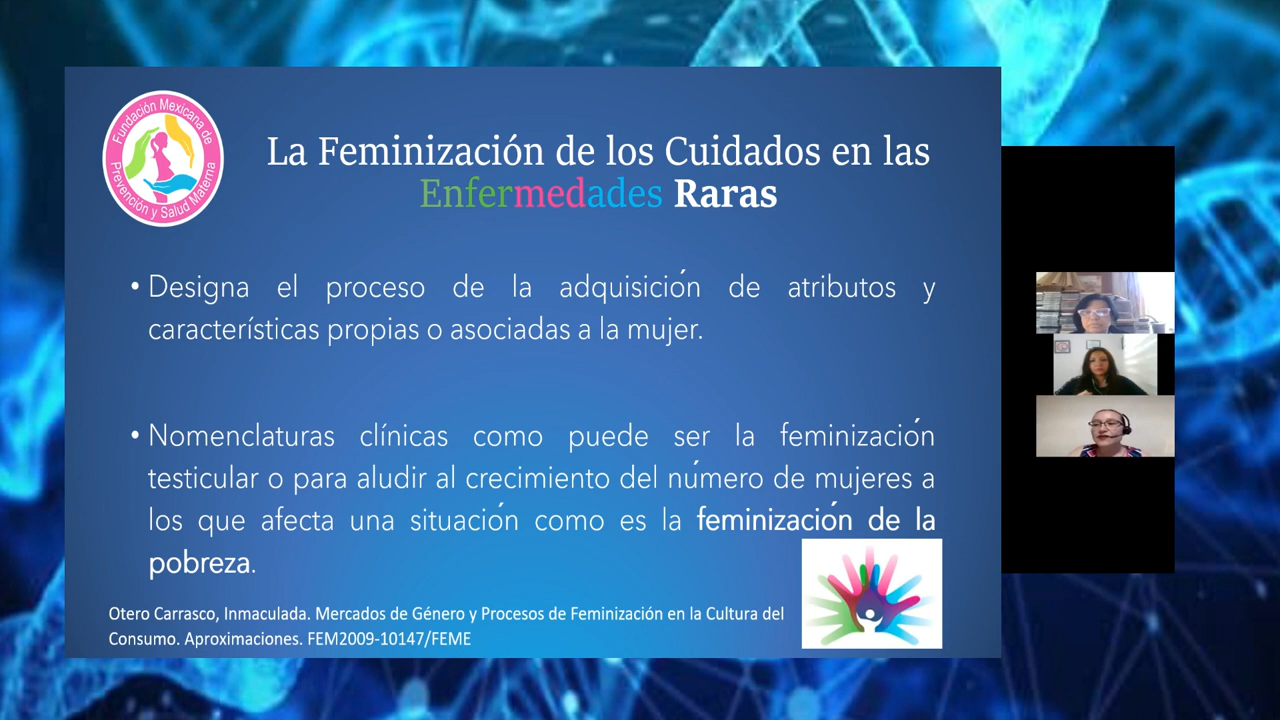 Fundación Mexicana de
Prevención y Salud Materna
La Feminización de los Cuidados en las
Enfermedades Raras
• Designa el proceso de la adquisición de atributos y
características propias o asociadas a la mujer.
• Nomenclaturas clínicas como puede ser la feminización
testicular o para aludir al crecimiento del número de mujeres a
los que afecta una situación como es la feminización de la
pobreza.
Otero Carrasco, Inmaculada. Mercados de Género y Procesos de Feminización en la Cultura del
Consumo. Aproximaciones. FEM2009-10147/FEME